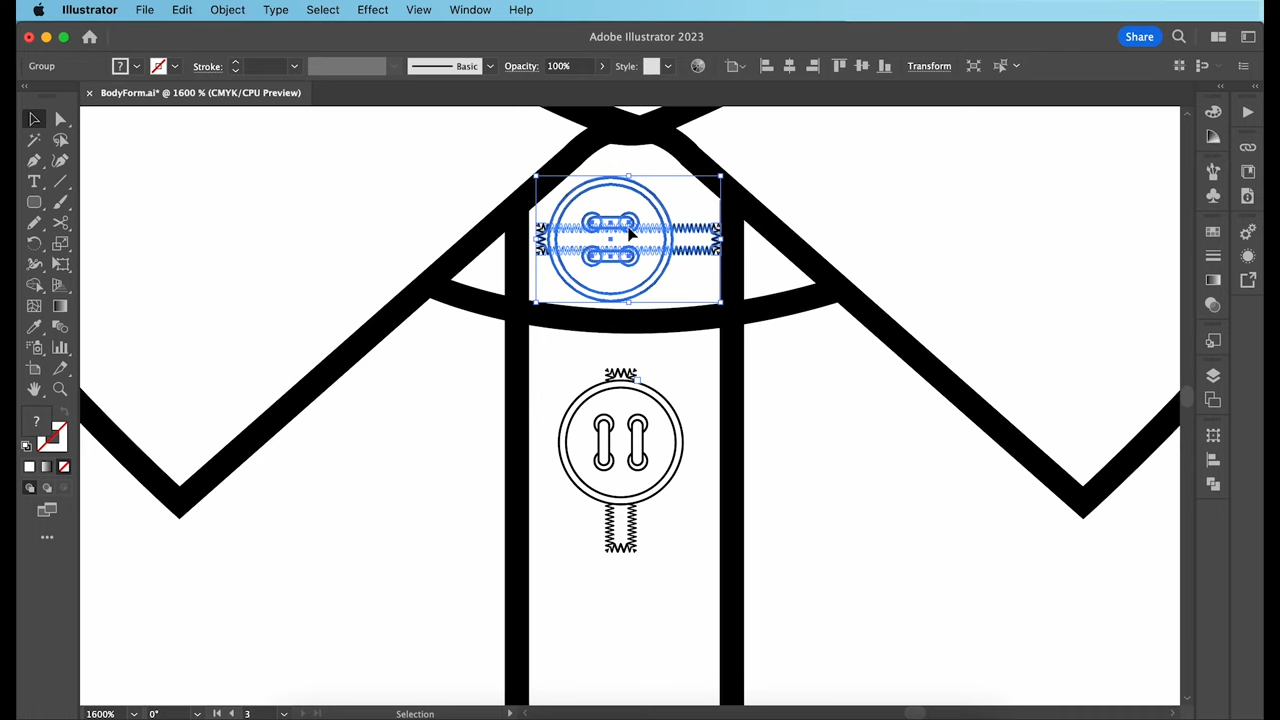 Illustrator File Edit Object Type Select Effect View Window Help
Adobe Illustrator 2023
Share
Group
?
Stroke:
Basic
Opacity: 100%
Style:
Transform
× BodyForm.ai* @ 1600 % (CMYK/CPU Preview)
?
1600%
0°
3
Selection